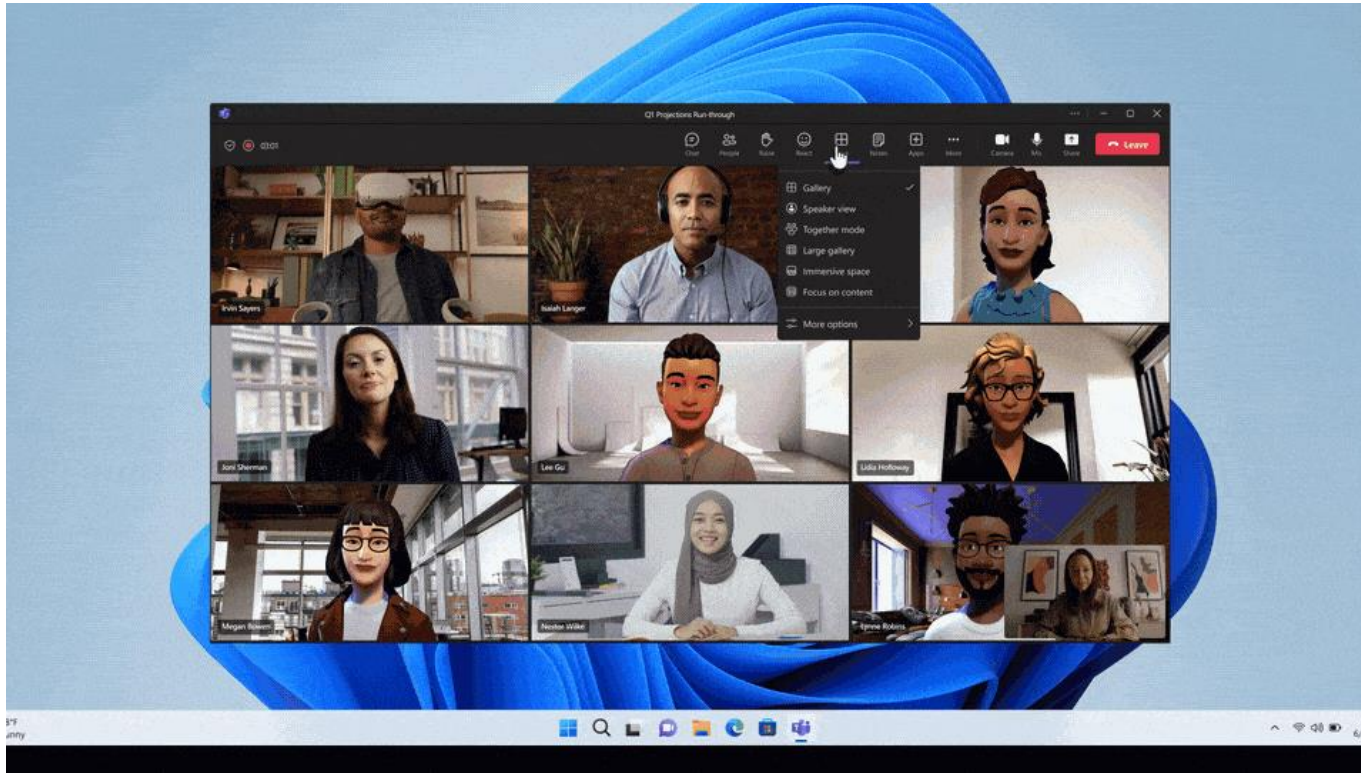 Q1 Projections Run-through
03:01
Chat
People
Raise
React
Notes
Apps
More
Camera
Mic
Share
Leave
Gallery
Speaker view
Together mode
Large gallery
Immersive space
Focus on content
More options
Irvin Sayers
Isaiah Langer
Joni Sherman
Lee Gu
Lidia Holloway
Megan Bowen
Nestor Wilke
Lynne Robins